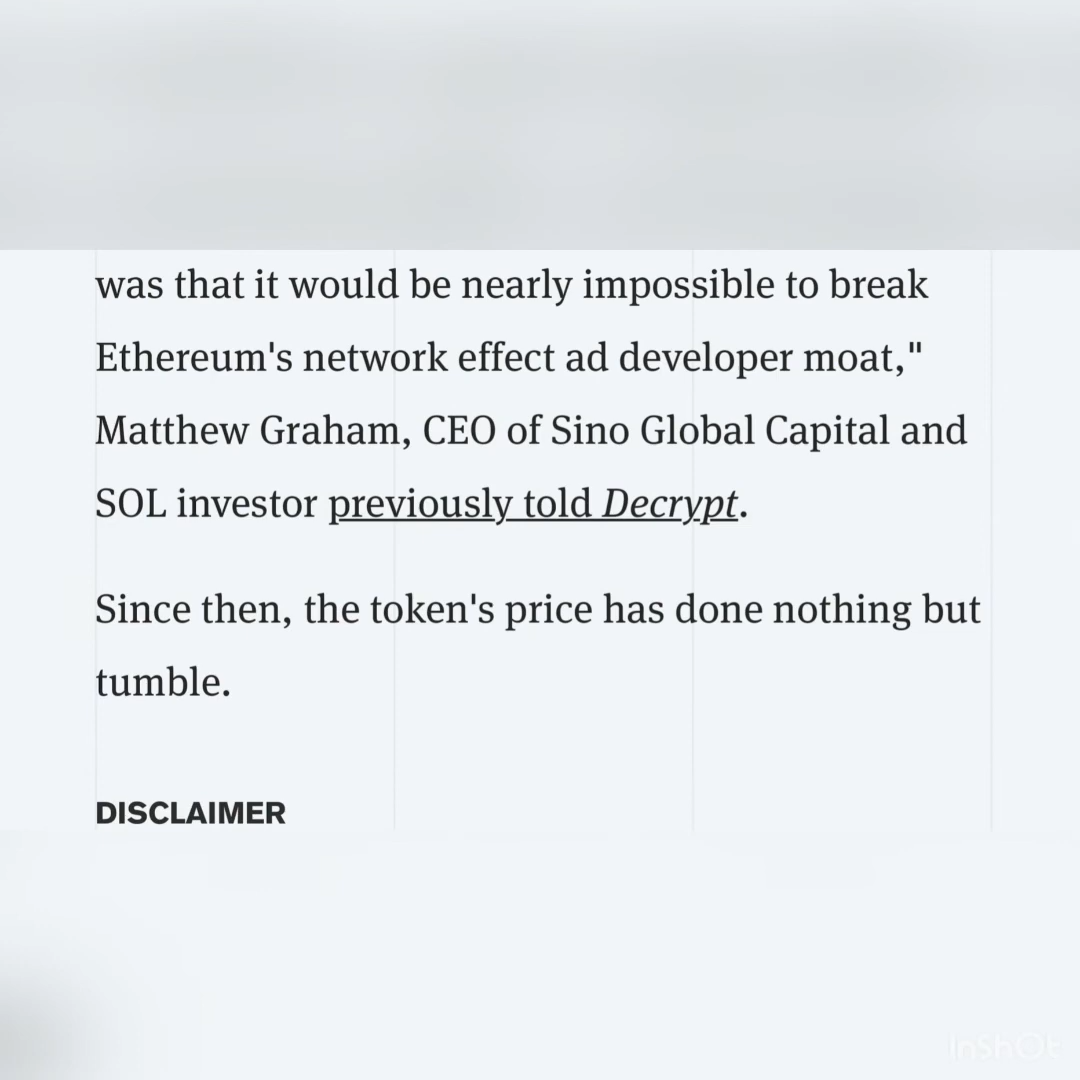 was that it would be nearly impossible to break
Ethereum's network effect ad developer moat,"
Matthew Graham, CEO of Sino Global Capital and
SOL investor previously told Decrypt.
Since then, the token's price has done nothing but
tumble.
DISCLAIMER
InShOt